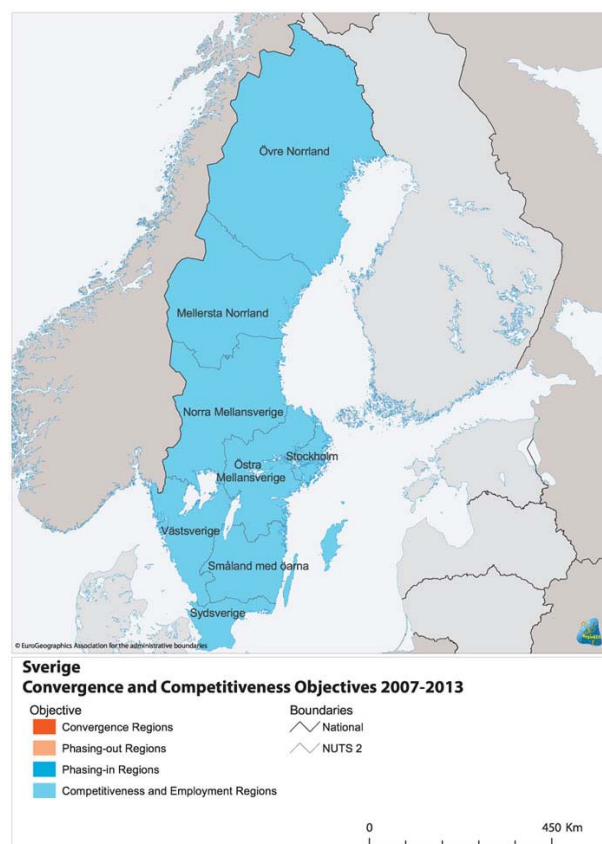 Övre Norrland
Mellersta Norrland
Norra Mellansverige
Stockholm
Östra
Mellansverige
Västsverige
Småland med öarna
Sydsverige
© EuroGeographics Association for the administrative boundaries
Sverige
Convergence and Competitiveness Objectives 2007-2013
Objective
Convergence Regions
Phasing-out Regions
Phasing-in Regions
Competitiveness and Employment Regions
Boundaries
National
NUTS 2
0 450 Km